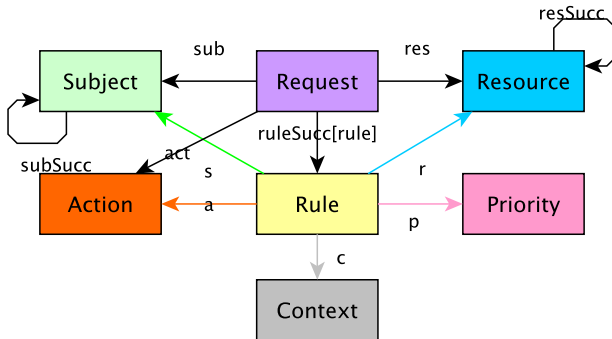 resSucc
sub
res
Subject
Request
Resource
ruleSucc[rule]
act
subSucc
s
r
Action
a
Rule
Priority
p
c
Context